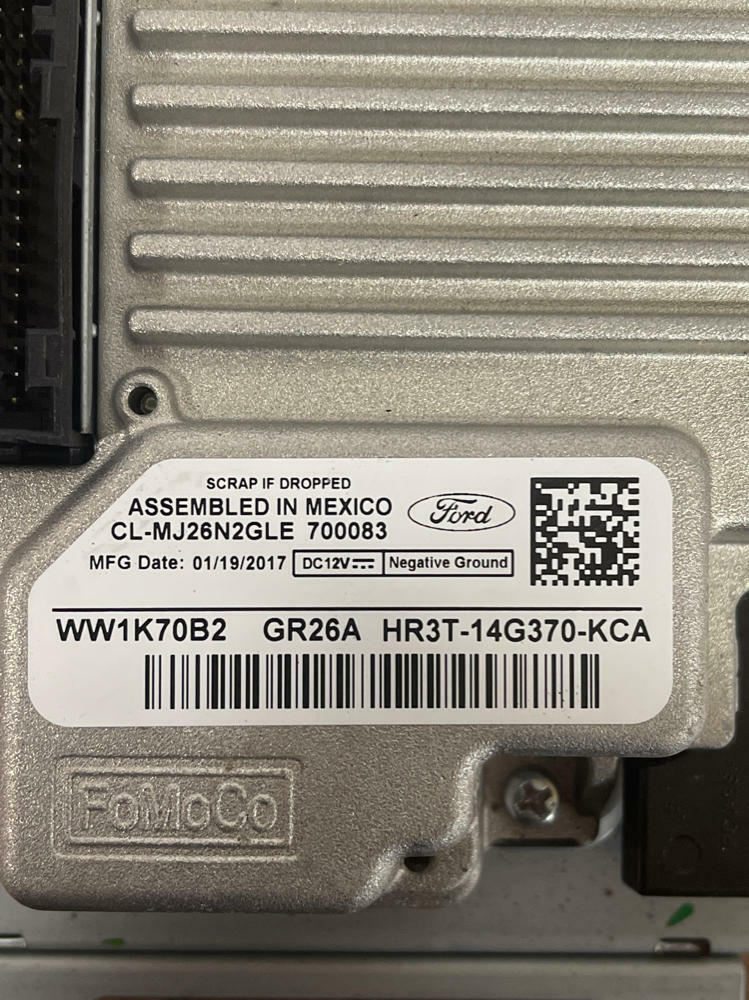 SCRAP IF DROPPED
ASSEMBLED IN MEXICO
CL-MJ26N2GLE 700083
Ford
MFG Date: 01/19/2017 DC12V⎓ Negative Ground
WW1K70B2 GR26A HR3T-14G370-KCA
FoMoCo